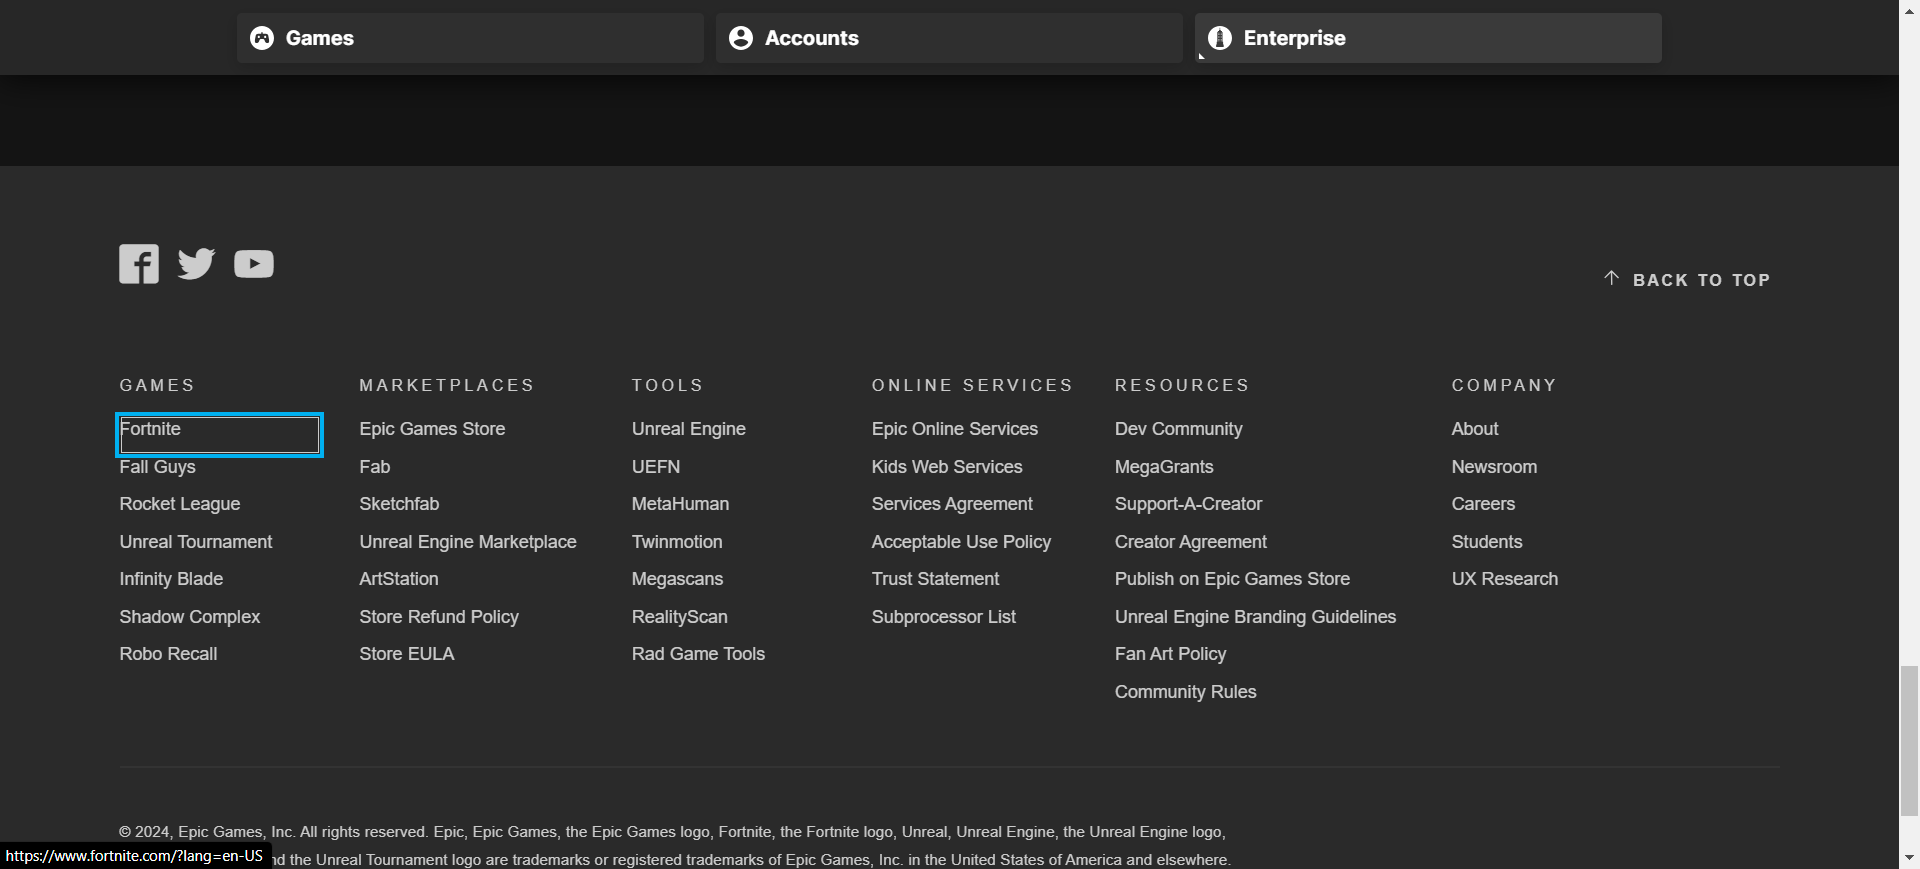 Games
Accounts
Enterprise
BACK TO TOP
GAMES
Fortnite
Fall Guys
Rocket League
Unreal Tournament
Infinity Blade
Shadow Complex
Robo Recall
MARKETPLACES
Epic Games Store
Fab
Sketchfab
Unreal Engine Marketplace
ArtStation
Store Refund Policy
Store EULA
TOOLS
Unreal Engine
UEFN
MetaHuman
Twinmotion
Megascans
RealityScan
Rad Game Tools
ONLINE SERVICES
Epic Online Services
Kids Web Services
Services Agreement
Acceptable Use Policy
Trust Statement
Subprocessor List
RESOURCES
Dev Community
MegaGrants
Support-A-Creator
Creator Agreement
Publish on Epic Games Store
Unreal Engine Branding Guidelines
Fan Art Policy
Community Rules
COMPANY
About
Newsroom
Careers
Students
UX Research
© 2024, Epic Games, Inc. All rights reserved. Epic, Epic Games, the Epic Games logo, Fortnite, the Fortnite logo, Unreal, Unreal Engine, the Unreal Engine logo,
the Unreal Tournament logo are trademarks or registered trademarks of Epic Games, Inc. in the United States of America and elsewhere.
https://www.fortnite.com/?lang=en-US